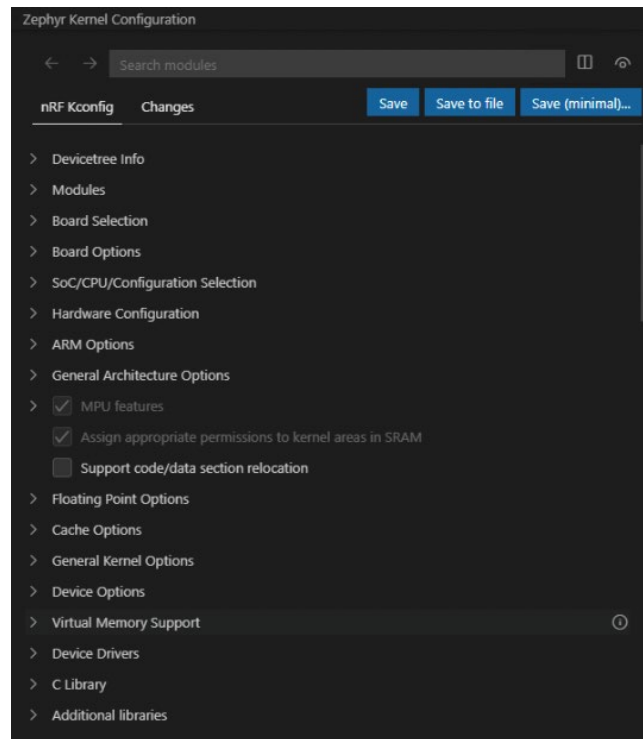 Zephyr Kernel Configuration
Search modules
nRF Kconfig Changes Save Save to file Save (minimal)...
Devicetree Info
Modules
Board Selection
Board Options
SoC/CPU/Configuration Selection
Hardware Configuration
ARM Options
General Architecture Options
MPU features
Assign appropriate permissions to kernel areas in SRAM
Support code/data section relocation
Floating Point Options
Cache Options
General Kernel Options
Device Options
Virtual Memory Support
Device Drivers
C Library
Additional libraries